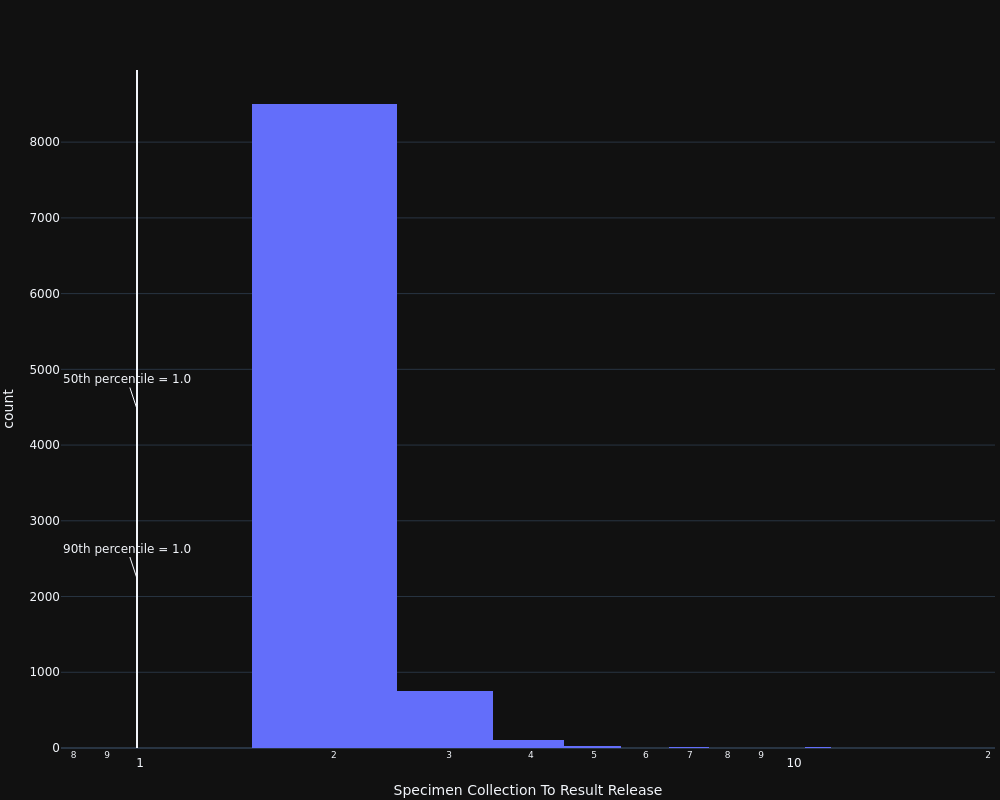 8000
7000
6000
5000
50th percentile = 1.0
count
4000
3000
90th percentile = 1.0
2000
1000
0
8 9 1 2 3 4 5 6 7 8 9 10 2
Specimen Collection To Result Release